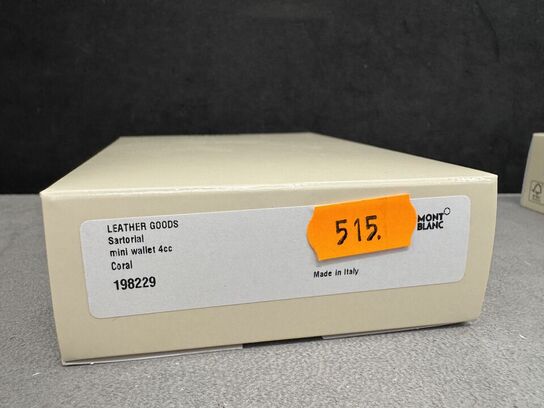 LEATHER GOODS
Sartorial
mini wallet 4cc
Coral
198229
515.
MONT
BLANC
Made in Italy